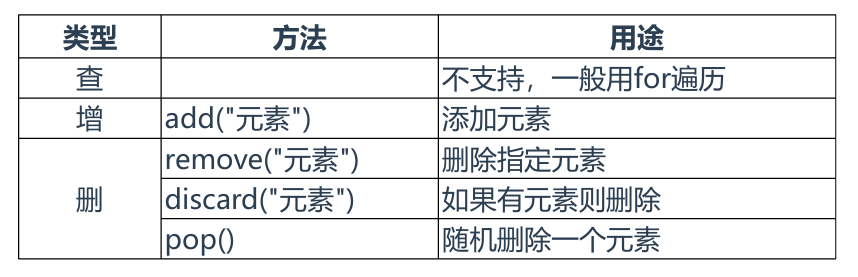 类型 方法 用途
查 不支持，一般用for遍历
增 add("元素") 添加元素
remove("元素") 删除指定元素
删 discard("元素") 如果有元素则删除
pop() 随机删除一个元素